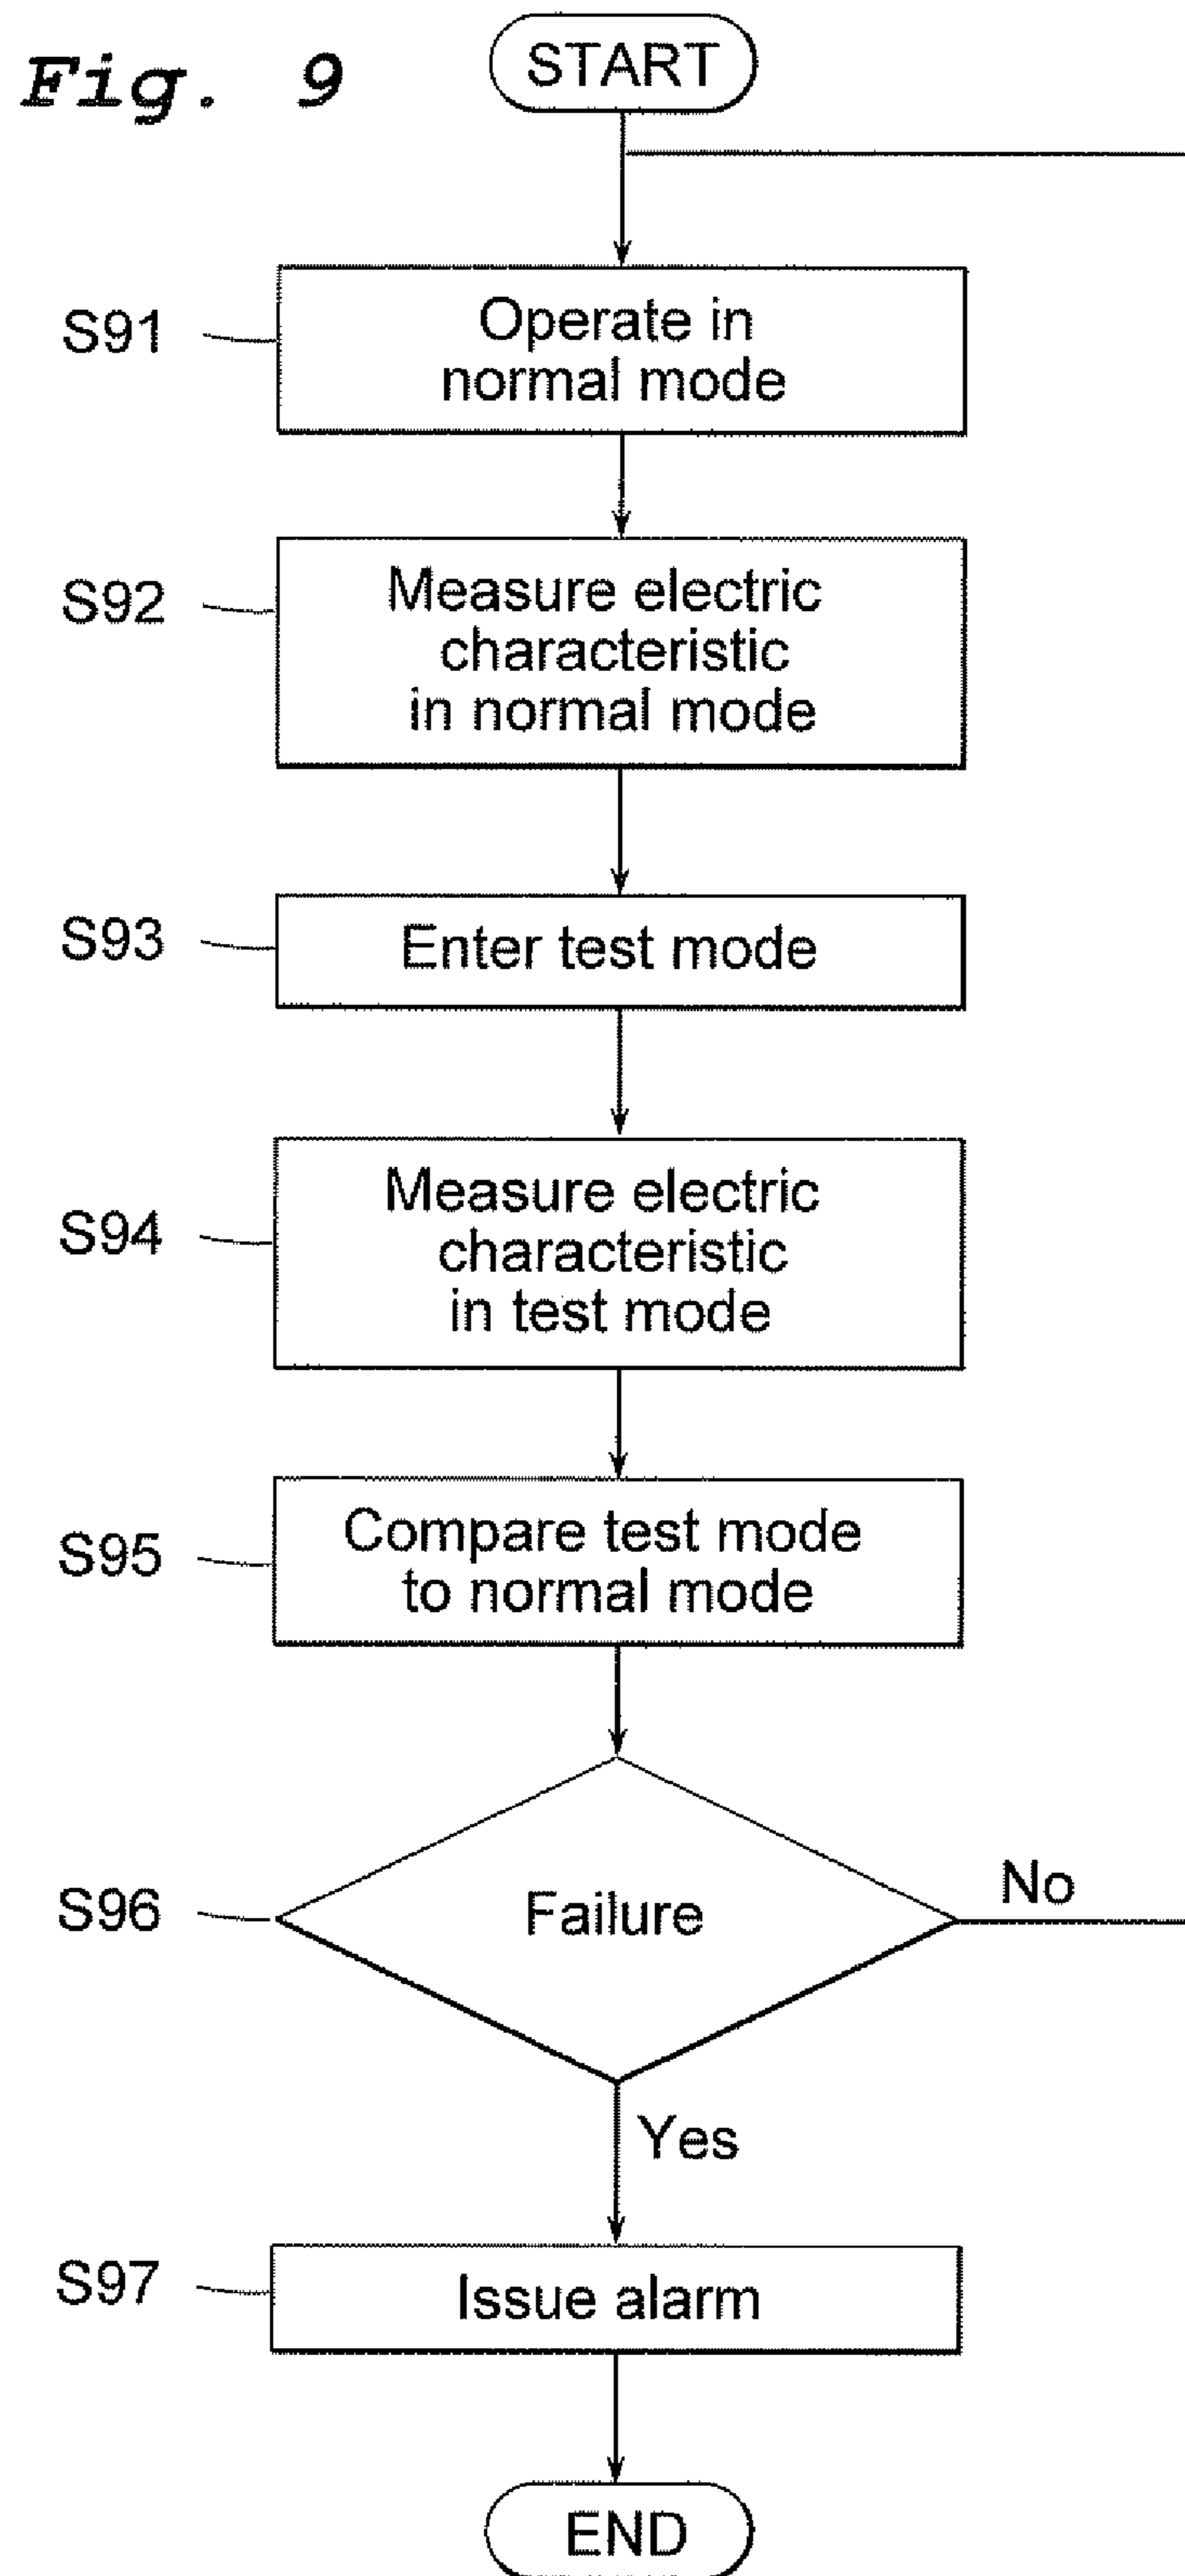 Fig. 9
START
S91
Operate in
normal mode
S92
Measure electric
characteristic
in normal mode
S93
Enter test mode
S94
Measure electric
characteristic
in test mode
S95
Compare test mode
to normal mode
S96
Failure
No
Yes
S97
Issue alarm
END